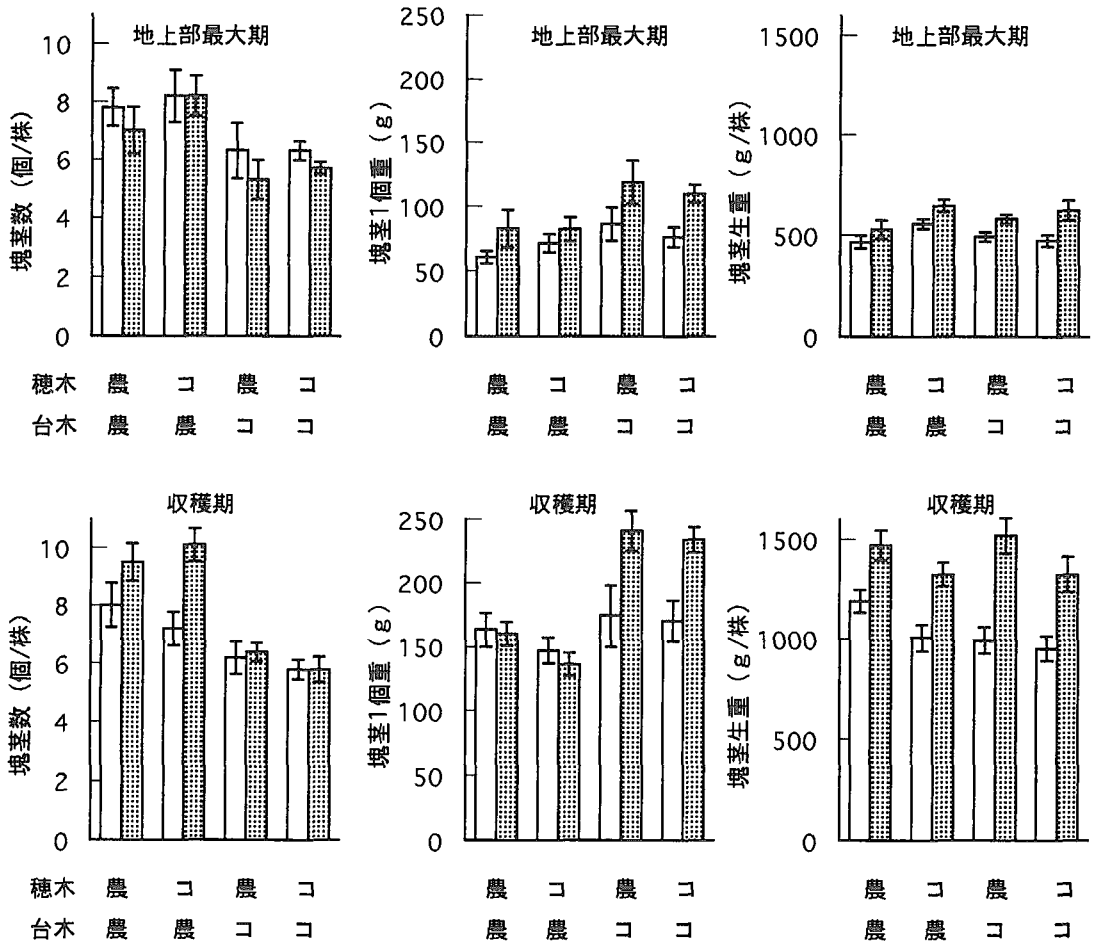 地上部最大期
塊茎数 (個/株)
10
8
6
4
2
0
地上部最大期
塊茎1個重 (g)
250
200
150
100
50
0
地上部最大期
塊茎生重 (g/株)
1500
1000
500
0
穂木 農 コ 農 コ 農 コ 農 コ 農 コ 農 コ
台木 農 農 コ コ 農 農 コ コ 農 農 コ コ
収穫期
塊茎数 (個/株)
10
8
6
4
2
0
収穫期
塊茎1個重 (g)
250
200
150
100
50
0
収穫期
塊茎生重 (g/株)
1500
1000
500
0
穂木 農 コ 農 コ 農 コ 農 コ 農 コ 農 コ
台木 農 農 コ コ 農 農 コ コ 農 農 コ コ